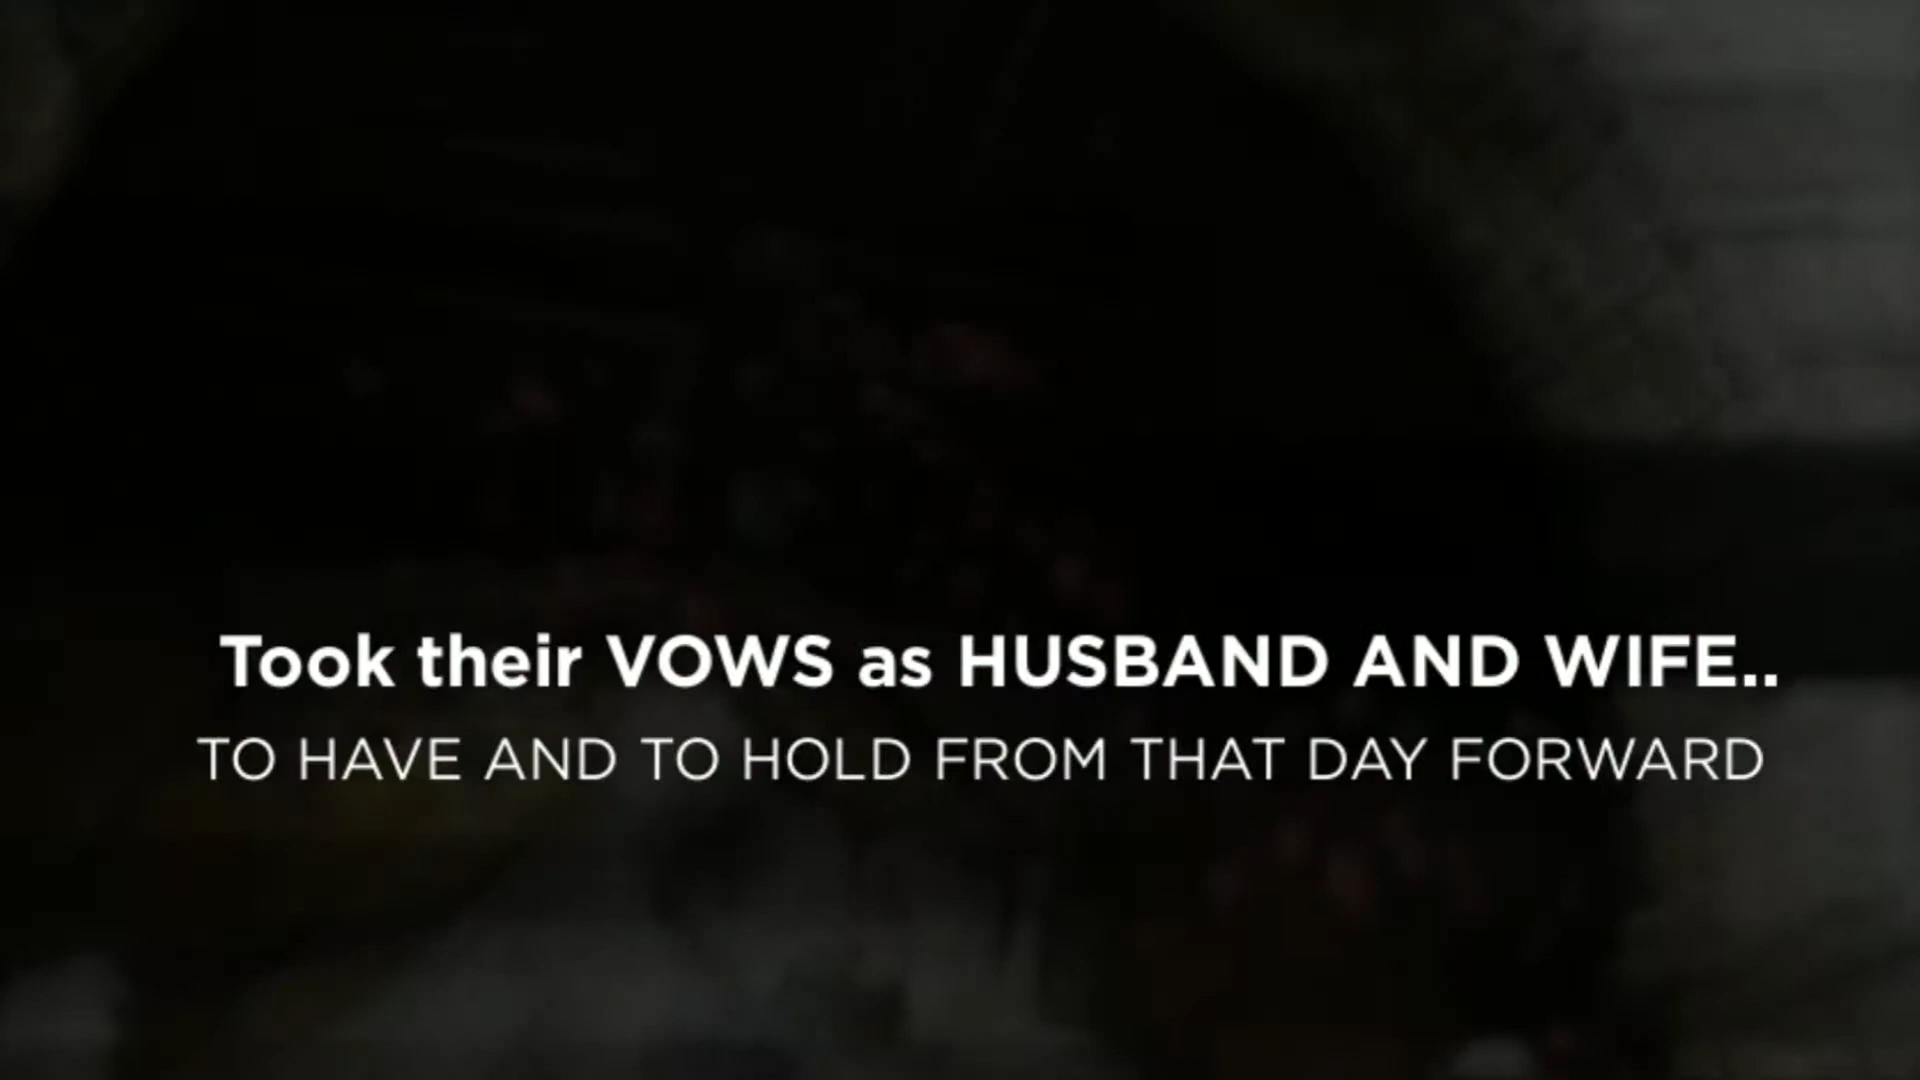 Took their VOWS as HUSBAND AND WIFE..
TO HAVE AND TO HOLD FROM THAT DAY FORWARD